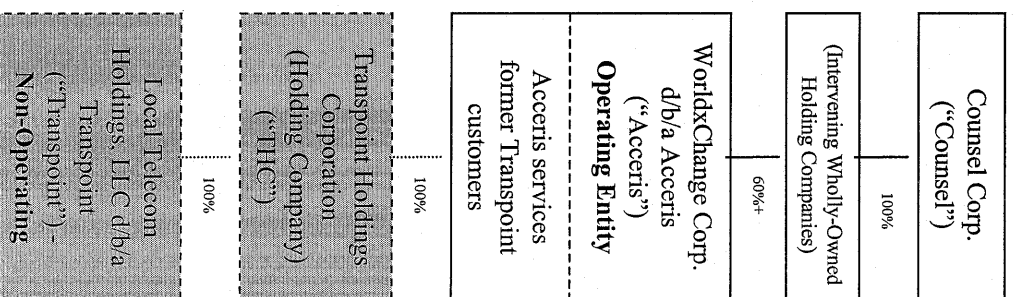 Counsel Corp.
(“Counsel”)
100%
(Intervening Wholly-Owned
Holding Companies)
60%+
WorldxChange Corp.
d/b/a Acceris
(“Acceris”)
Operating Entity
Acceris services
former Transpoint
customers
100%
Transpoint Holdings
Corporation
(Holding Company)
(“THC”)
100%
Local Telecom
Holdings, LLC d/b/a
Transpoint
(“Transpoint”) -
Non-Operating